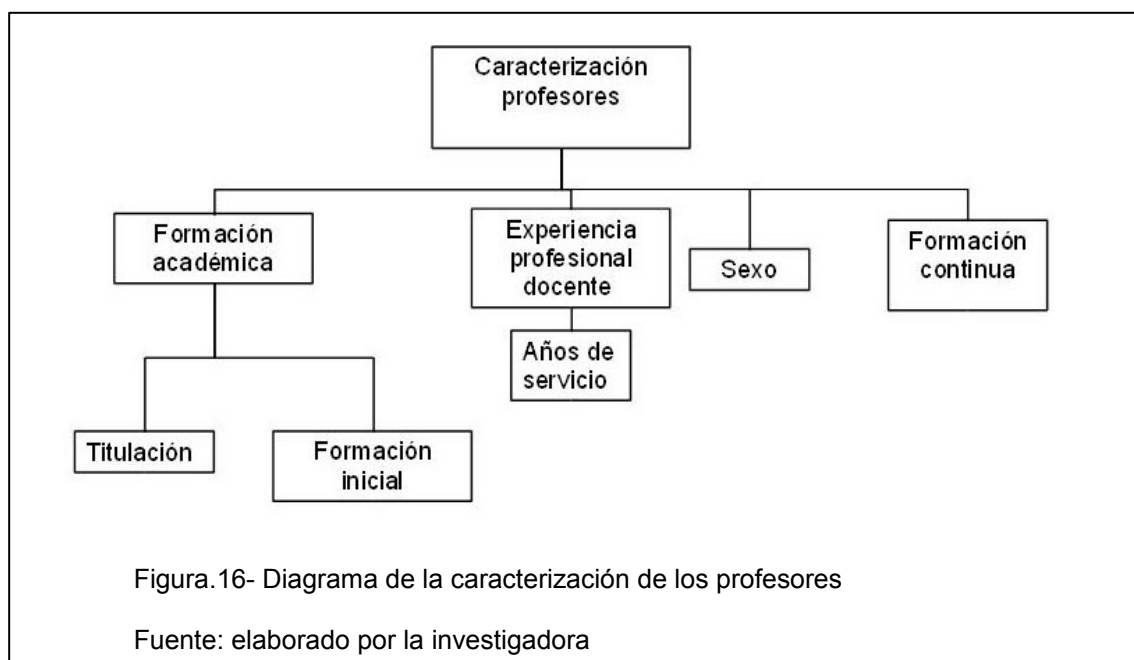 Caracterización
profesores
Formación
académica
Experiencia
profesional
docente
Sexo
Formación
continua
Años de
servicio
Titulación
Formación
inicial
Figura.16- Diagrama de la caracterización de los profesores
Fuente: elaborado por la investigadora